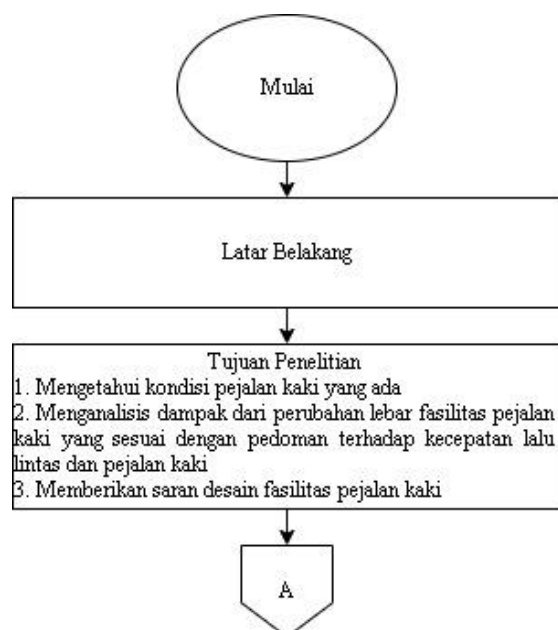 Mulai
Latar Belakang
Tujuan Penelitian
1. Mengetahui kondisi pejalan kaki yang ada
2. Menganalisis dampak dari perubahan lebar fasilitas pejalan
kaki yang sesuai dengan pedoman terhadap kecepatan lalu
lintas dan pejalan kaki
3. Memberikan saran desain fasilitas pejalan kaki
A